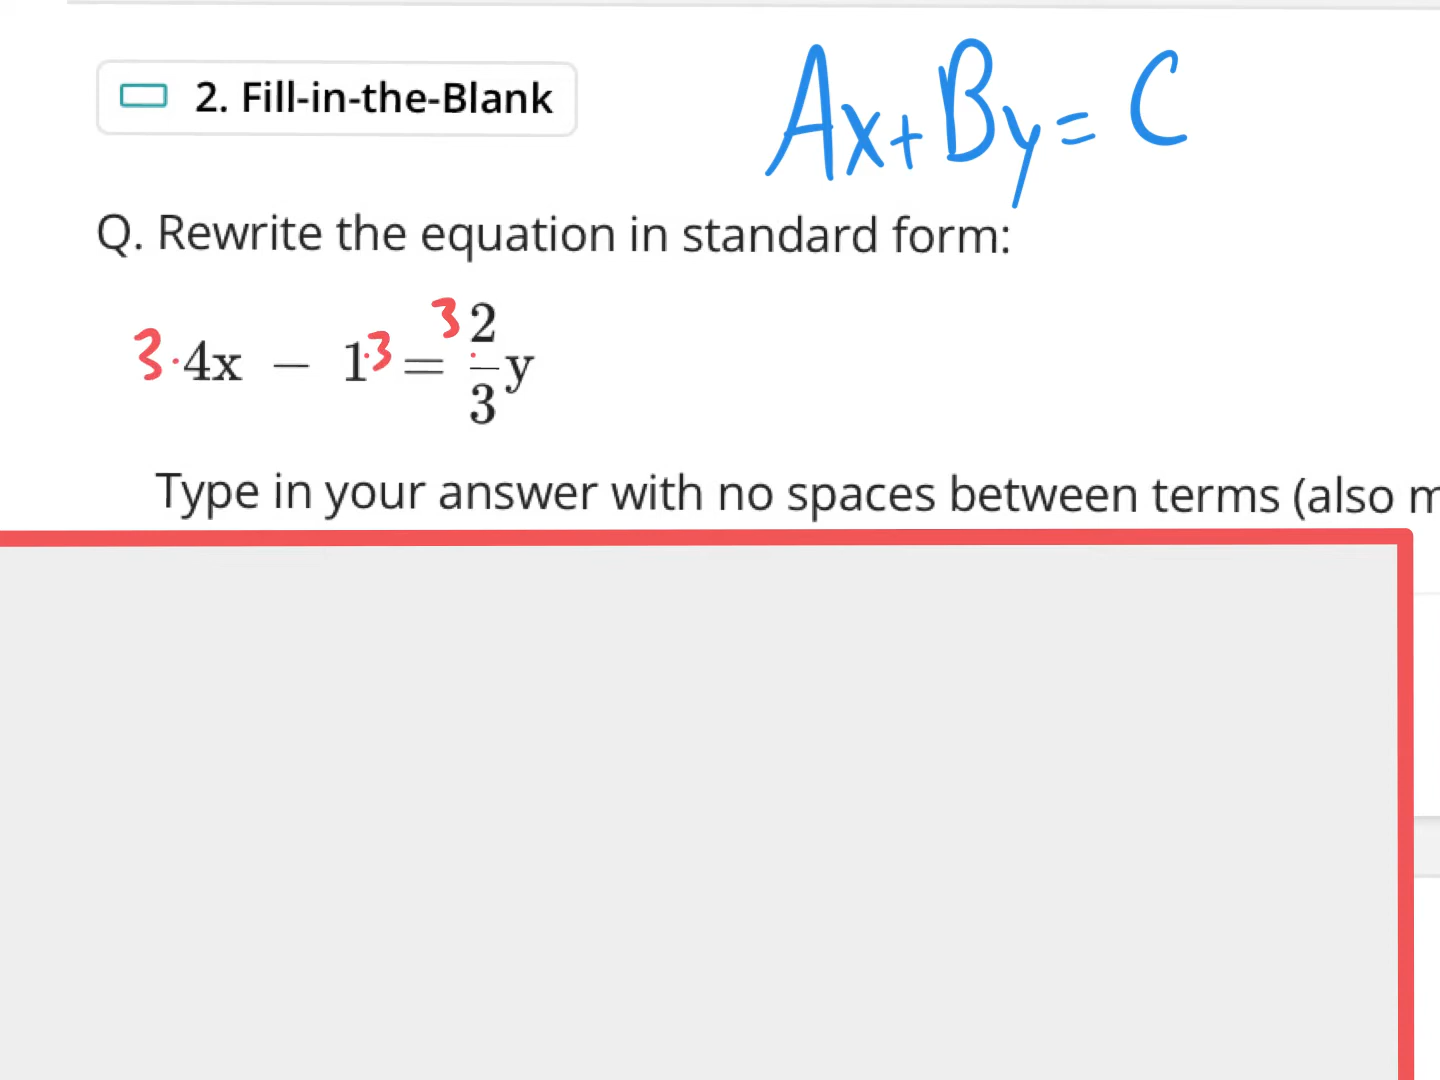 2. Fill-in-the-Blank
Ax+By=C
Q. Rewrite the equation in standard form:
3·4x − 1·3 = 3·2/3y
Type in your answer with no spaces between terms (also m